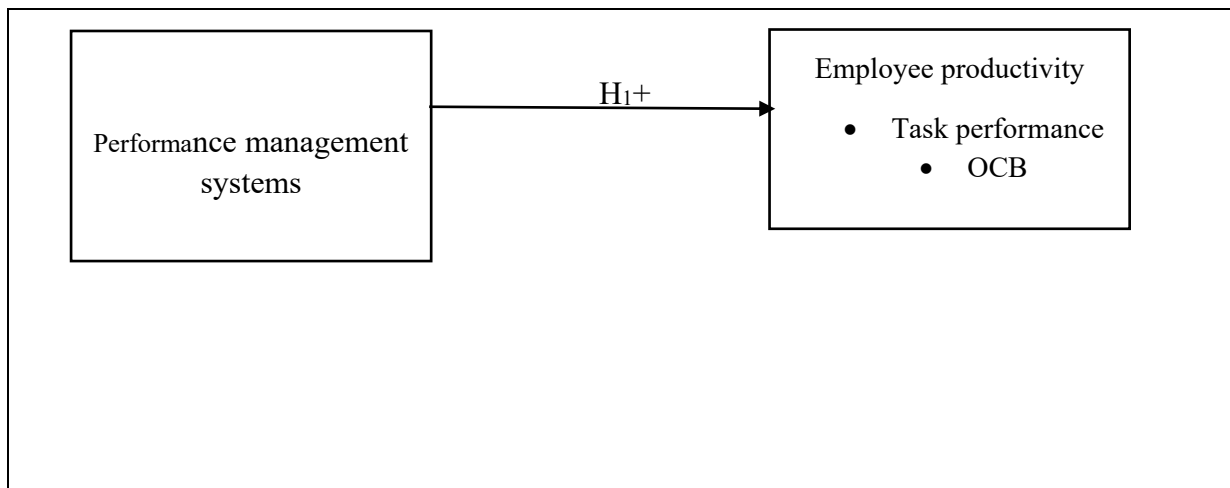 Performance management
systems
H₁+
Employee productivity
• Task performance
• OCB